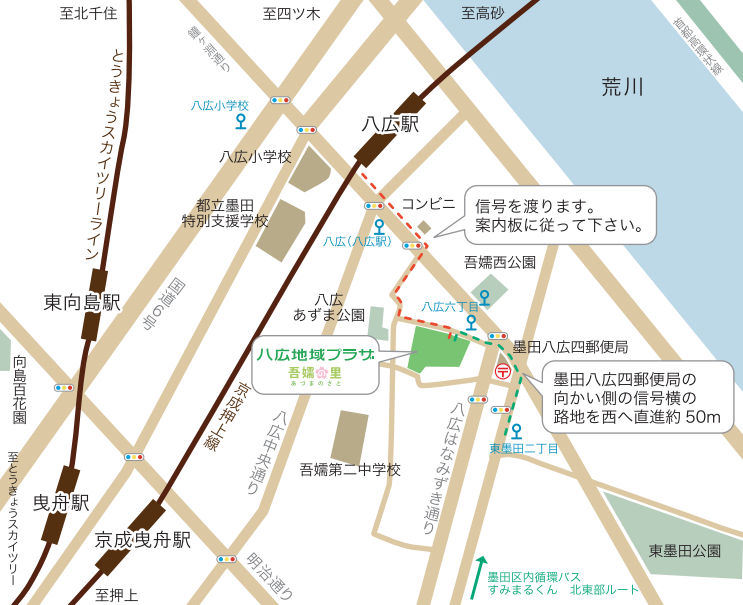 至北千住
至四ツ木
至高砂
首都高環状線
鐘ヶ淵通り
荒川
とうきょうスカイツリーライン
八広小学校
八広駅
八広小学校
都立墨田
特別支援学校
コンビニ
信号を渡ります。
案内板に従って下さい。
八広(八広駅)
吾嬬西公園
国道6号
東向島駅
八広
あずま公園
八広六丁目
墨田八広四郵便局
八広地域プラザ
吾嬬の里
あづまのさと
向島百花園
墨田八広四郵便局の
向かい側の信号横の
路地を西へ直進約50m
京成押上線
八広中央通り
八広はなみずき通り
東墨田二丁目
吾嬬第二中学校
至とうきょうスカイツリー
曳舟駅
京成曳舟駅
東墨田公園
明治通り
墨田区内循環バス
すみまるくん 北東部ルート
至押上